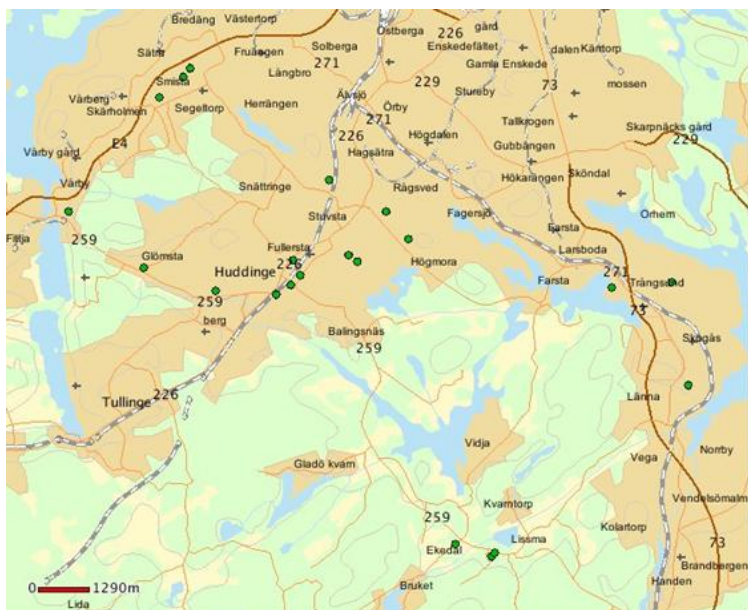 Bredäng
Västertorp
Östberga
gård
226
Enskedefältet
dalen
Kärrtorp
Sätra
Fruängen
Solberga
271
Långbro
Gamla Enskede
Smista
229
73
mossen
Stureby
Vårberg
Skärholmen
Segeltorp
Herrängen
Älvsjö
Örby
271
Tallkrogen
Skarpnäcks gård
229
E4
226
Högdalen
Gubbängen
Vårby gård
Hagsätra
Hökarängen
Sköndal
Vårby
Snättringe
Rågsved
Stuvsta
Fagersjö
Farsta
Orhem
Fittja
259
Glömsta
Fullersta
Larsboda
Huddinge
226
Högmora
Farsta
271
Trångsund
259
berg
73
Balingsnäs
259
Skogås
Tullinge
226
Länna
Vidja
Vega
Norrby
Gladö kvarn
Kvarntorp
Vendelsömalm
259
Lissma
Kolartorp
Ekedal
73
Brandbergen
Bruket
Handen
0
1290m
Lida